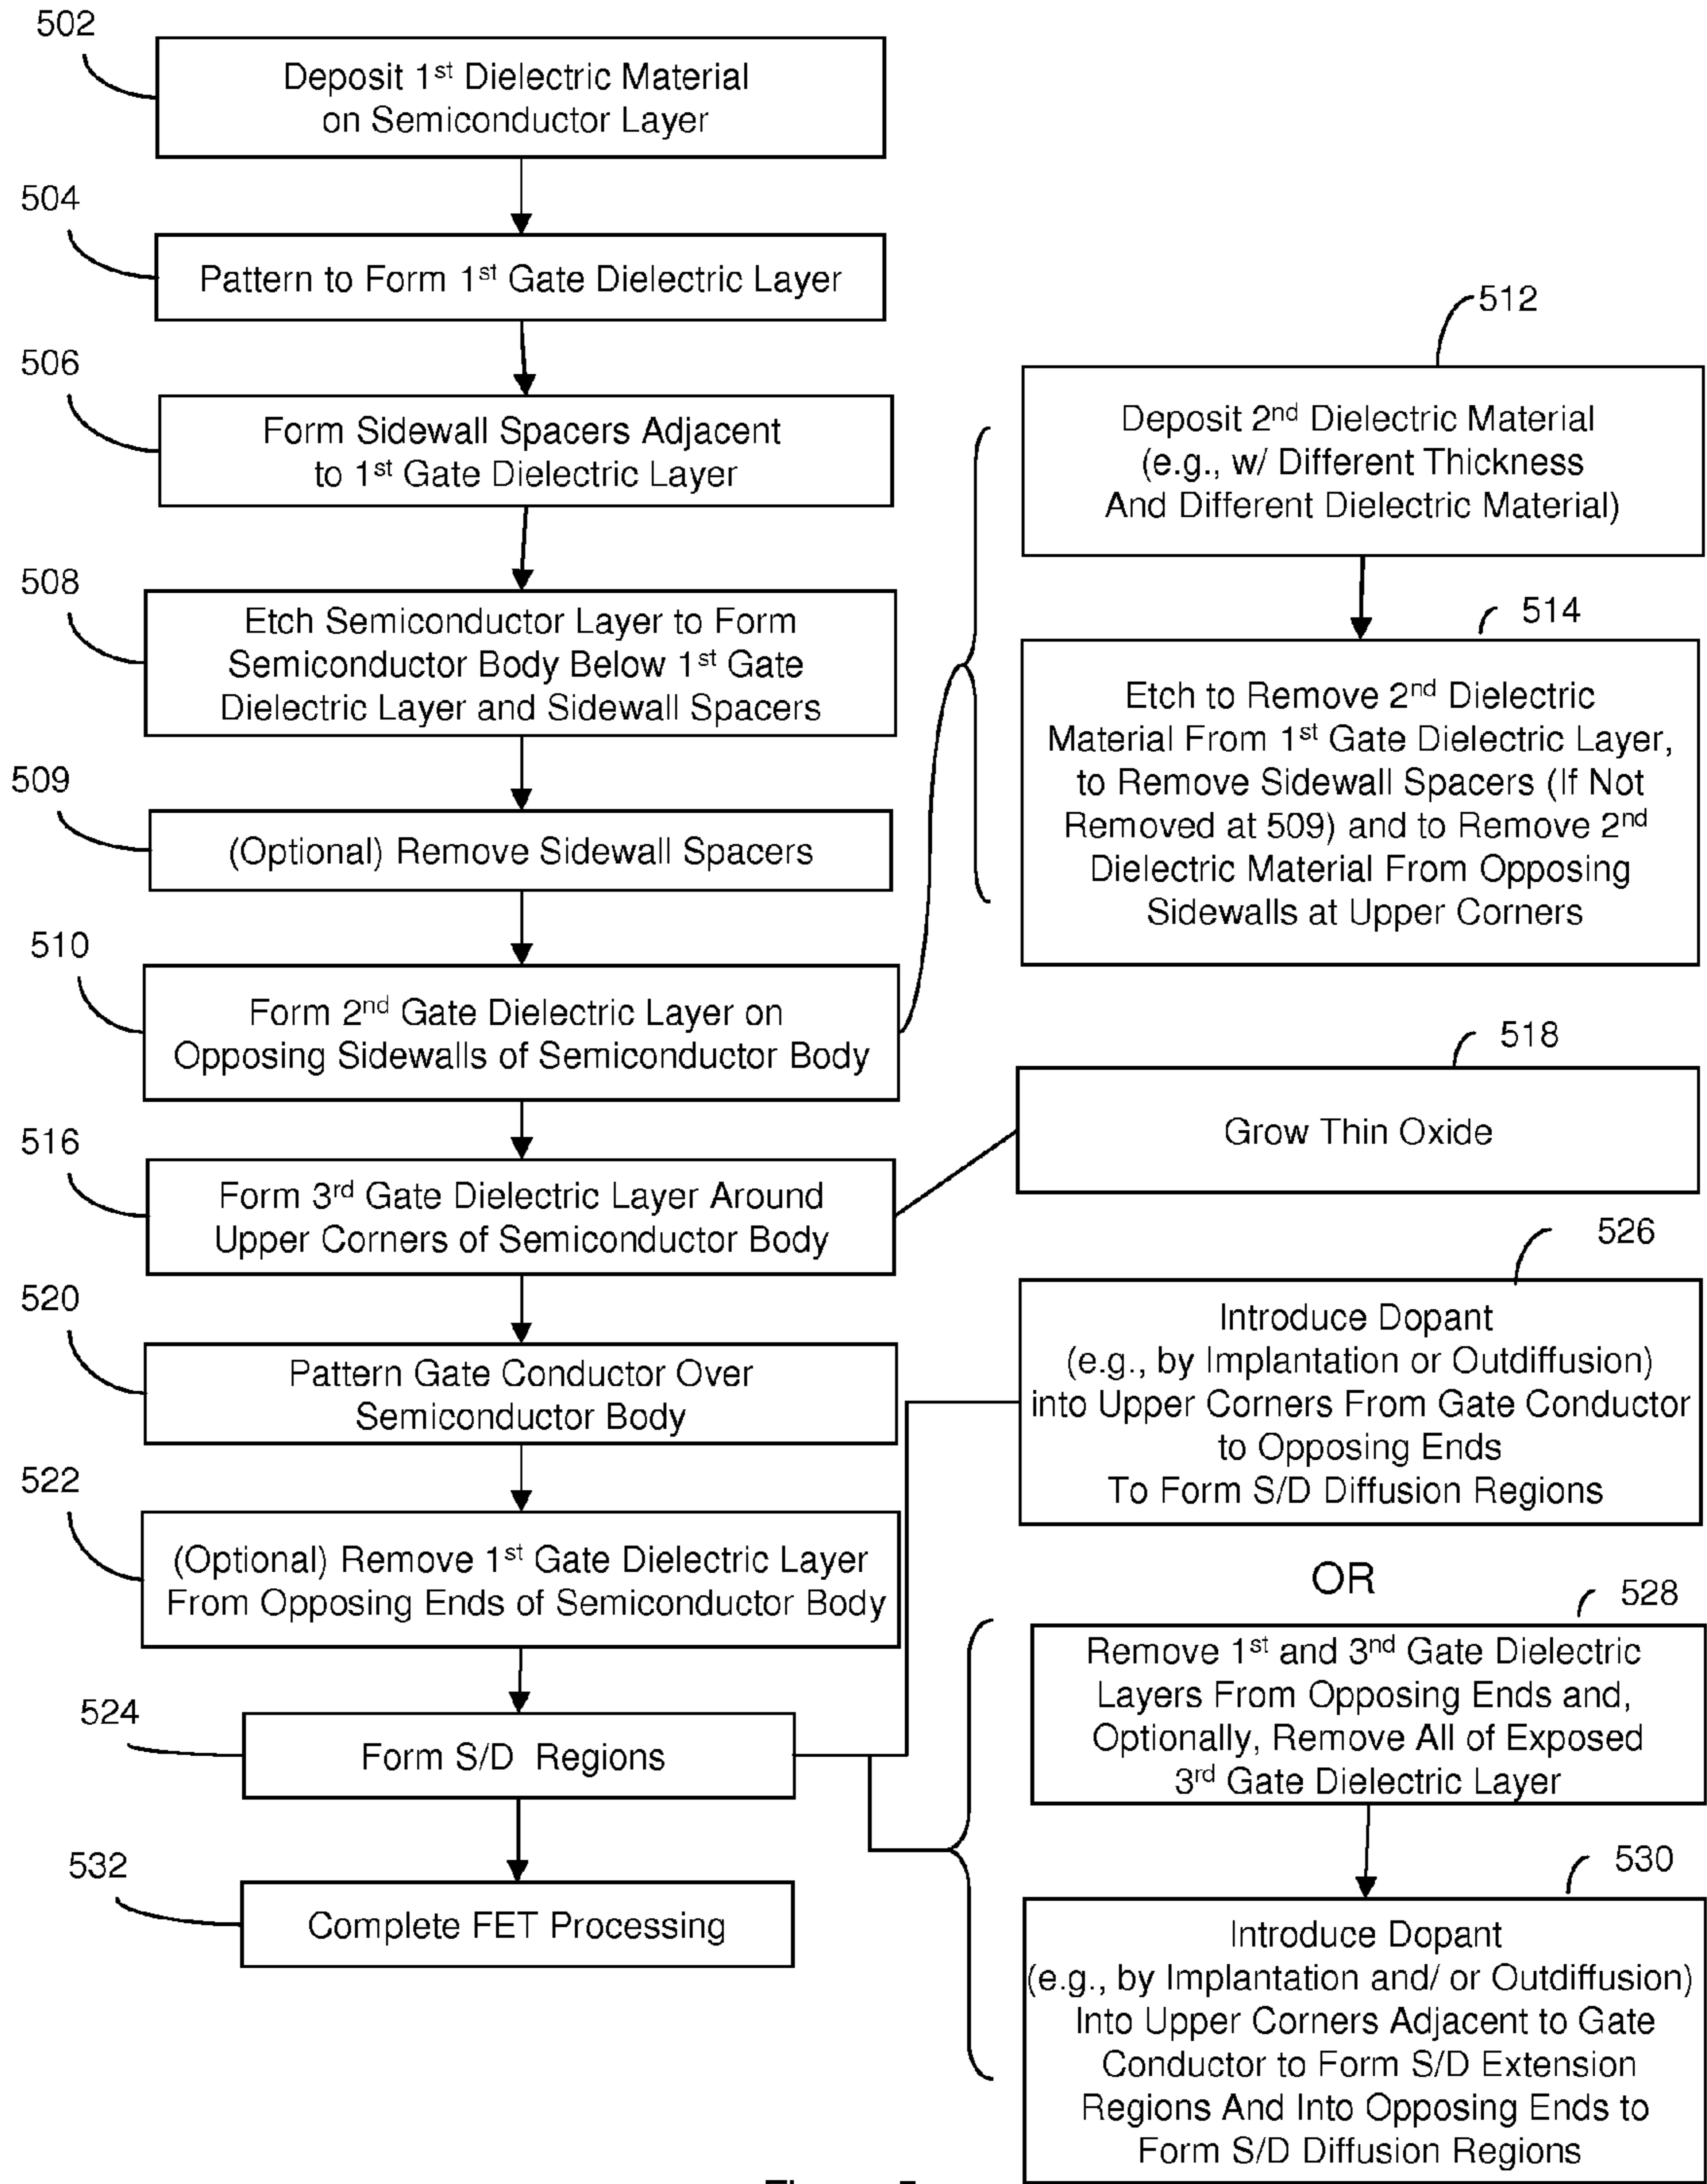 502
Deposit 1st Dielectric Material
on Semiconductor Layer
504
Pattern to Form 1st Gate Dielectric Layer
506
Form Sidewall Spacers Adjacent
to 1st Gate Dielectric Layer
508
Etch Semiconductor Layer to Form
Semiconductor Body Below 1st Gate
Dielectric Layer and Sidewall Spacers
509
(Optional) Remove Sidewall Spacers
510
Form 2nd Gate Dielectric Layer on
Opposing Sidewalls of Semiconductor Body
512
Deposit 2nd Dielectric Material
(e.g., w/ Different Thickness
And Different Dielectric Material)
514
Etch to Remove 2nd Dielectric
Material From 1st Gate Dielectric Layer,
to Remove Sidewall Spacers (If Not
Removed at 509) and to Remove 2nd
Dielectric Material From Opposing
Sidewalls at Upper Corners
516
Form 3rd Gate Dielectric Layer Around
Upper Corners of Semiconductor Body
518
Grow Thin Oxide
520
Pattern Gate Conductor Over
Semiconductor Body
522
(Optional) Remove 1st Gate Dielectric Layer
From Opposing Ends of Semiconductor Body
524
Form S/D Regions
526
Introduce Dopant
(e.g., by Implantation or Outdiffusion)
into Upper Corners From Gate Conductor
to Opposing Ends
To Form S/D Diffusion Regions
OR
528
Remove 1st and 3nd Gate Dielectric
Layers From Opposing Ends and,
Optionally, Remove All of Exposed
3rd Gate Dielectric Layer
530
Introduce Dopant
(e.g., by Implantation and/ or Outdiffusion)
Into Upper Corners Adjacent to Gate
Conductor to Form S/D Extension
Regions And Into Opposing Ends to
Form S/D Diffusion Regions
532
Complete FET Processing